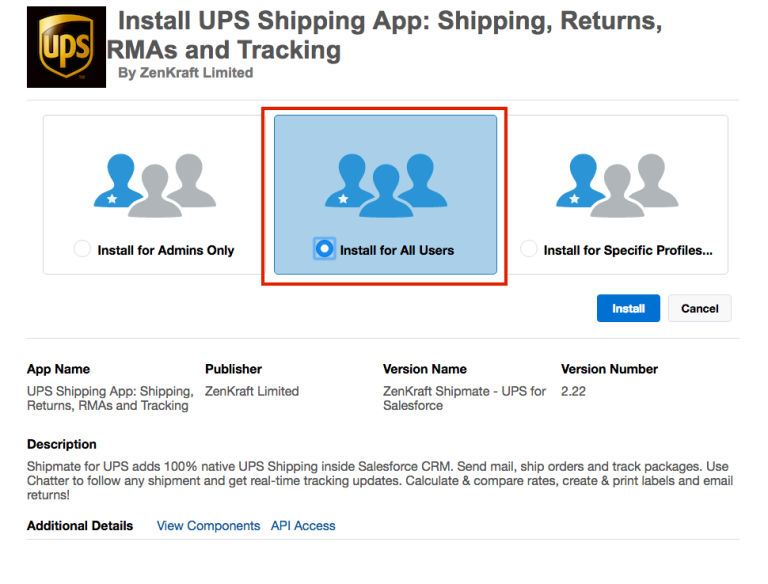 ups
Install UPS Shipping App: Shipping, Returns,
RMAs and Tracking
By ZenKraft Limited
Install for Admins Only
Install for All Users
Install for Specific Profiles...
Install
Cancel
App Name
Publisher
Version Name
Version Number
UPS Shipping App: Shipping,
Returns, RMAs and Tracking
ZenKraft Limited
ZenKraft Shipmate - UPS for
Salesforce
2.22
Description
Shipmate for UPS adds 100% native UPS Shipping inside Salesforce CRM. Send mail, ship orders and track packages. Use
Chatter to follow any shipment and get real-time tracking updates. Calculate & compare rates, create & print labels and email
returns!
Additional Details
View Components
API Access